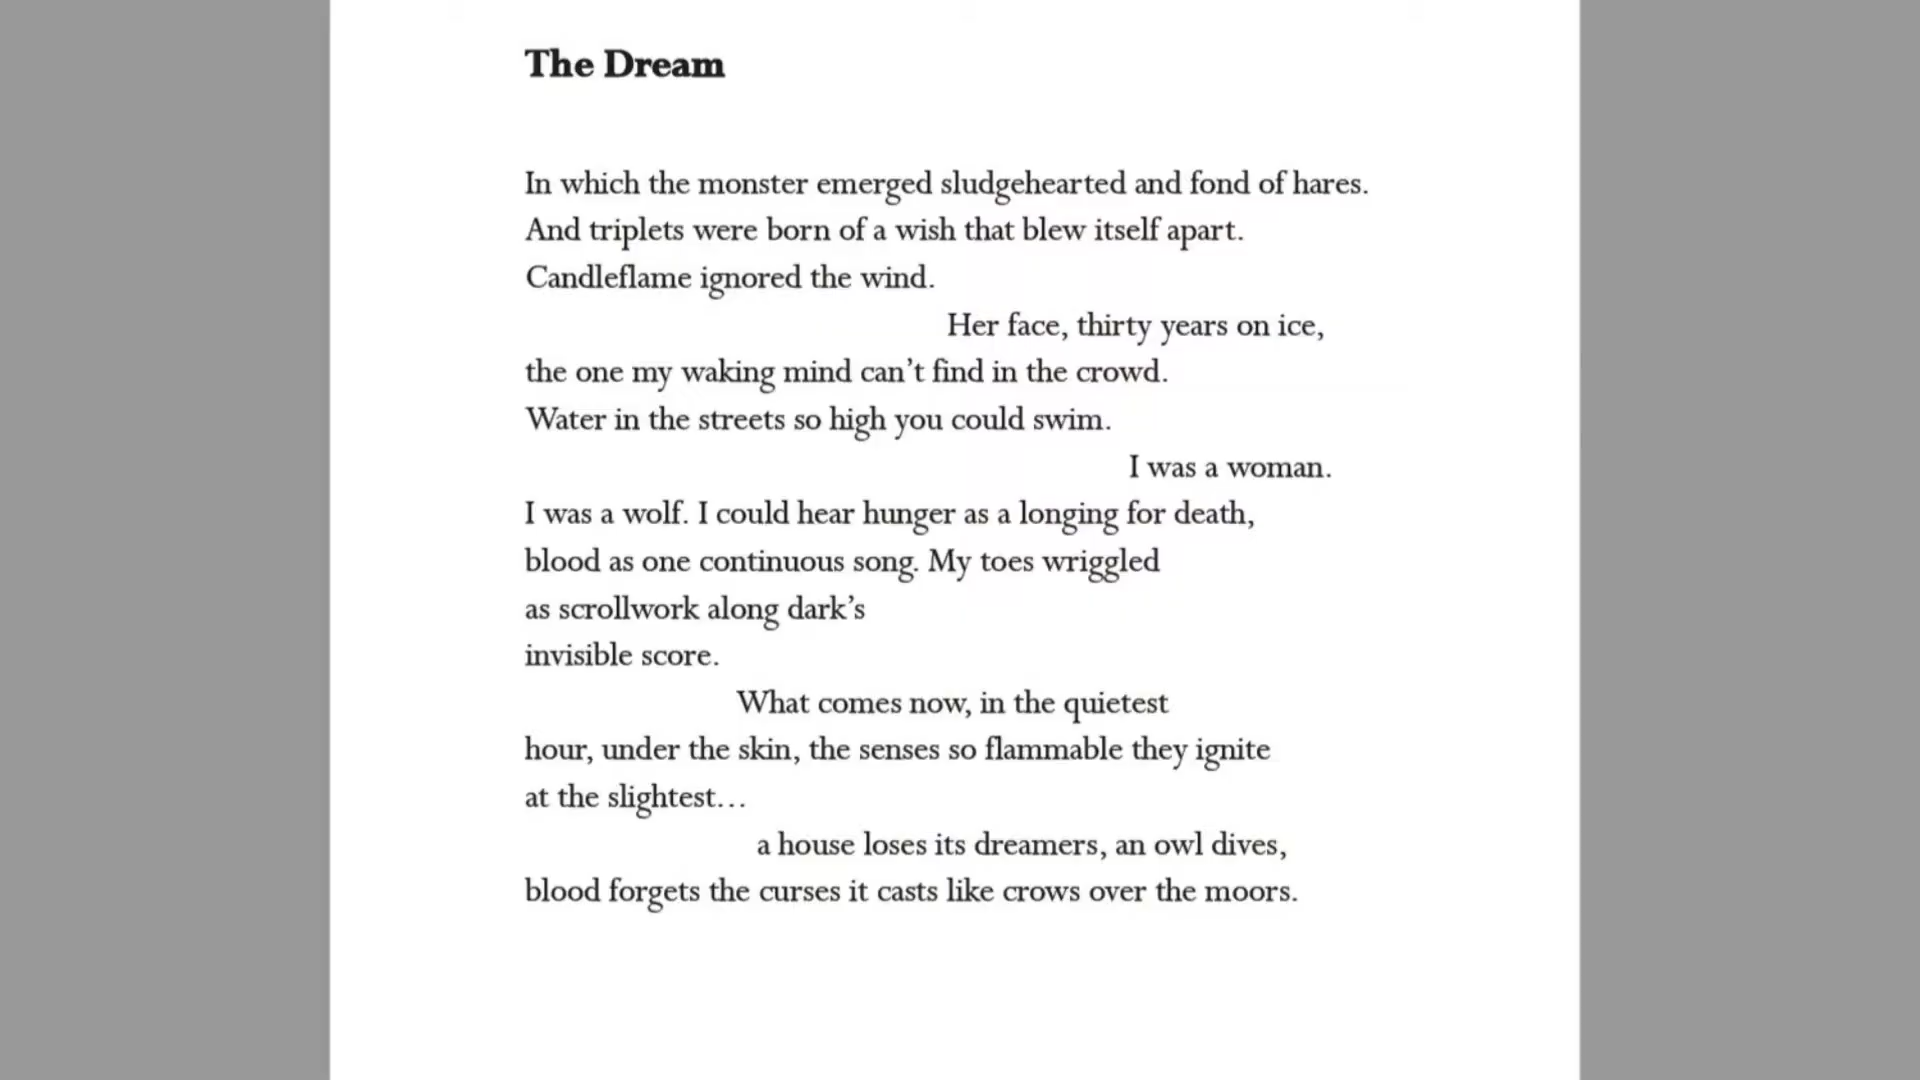 The Dream
In which the monster emerged sludgehearted and fond of hares.
And triplets were born of a wish that blew itself apart.
Candleflame ignored the wind.
Her face, thirty years on ice,
the one my waking mind can’t find in the crowd.
Water in the streets so high you could swim.
I was a woman.
I was a wolf. I could hear hunger as a longing for death,
blood as one continuous song. My toes wriggled
as scrollwork along dark’s
invisible score.
What comes now, in the quietest
hour, under the skin, the senses so flammable they ignite
at the slightest…
a house loses its dreamers, an owl dives,
blood forgets the curses it casts like crows over the moors.